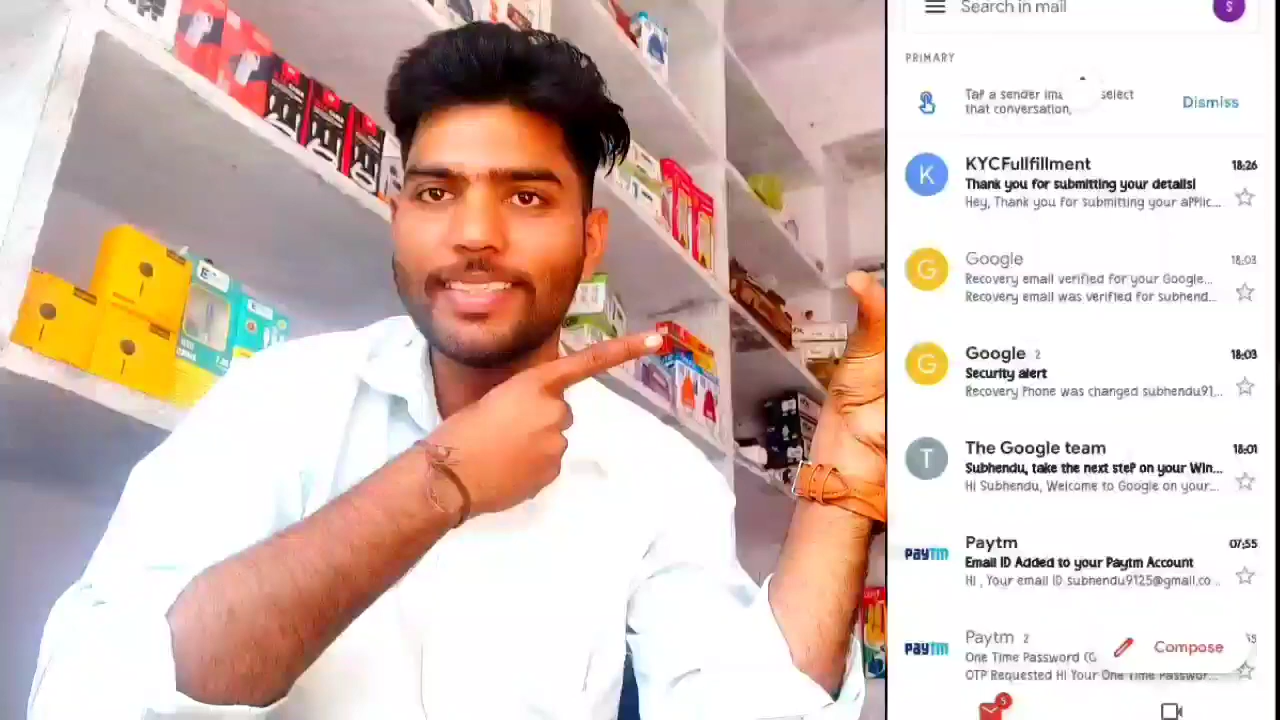 Search in mail
S
PRIMARY
Tap a sender select
that conversation.
Dismiss
K
KYCFullfillment
18:26
Thank you for submitting your details!
Hey, Thank you for submitting your applic...
G
Google
18:03
Recovery email verified for your Google...
Recovery email was verified for subhend...
G
Google 2
18:03
Security alert
Recovery Phone was changed subhendu91,...
T
The Google team
18:01
Subhendu, take the next step on your Win...
Hi Subhendu, Welcome to Google on your...
paytm
Paytm
07:55
Email ID Added to your Paytm Account
Hi , Your email ID subhendu9125@gmail.co...
paytm
Paytm 2
One Time Password
Compose
OTP Requested Hi Your One Time Passwor...
5